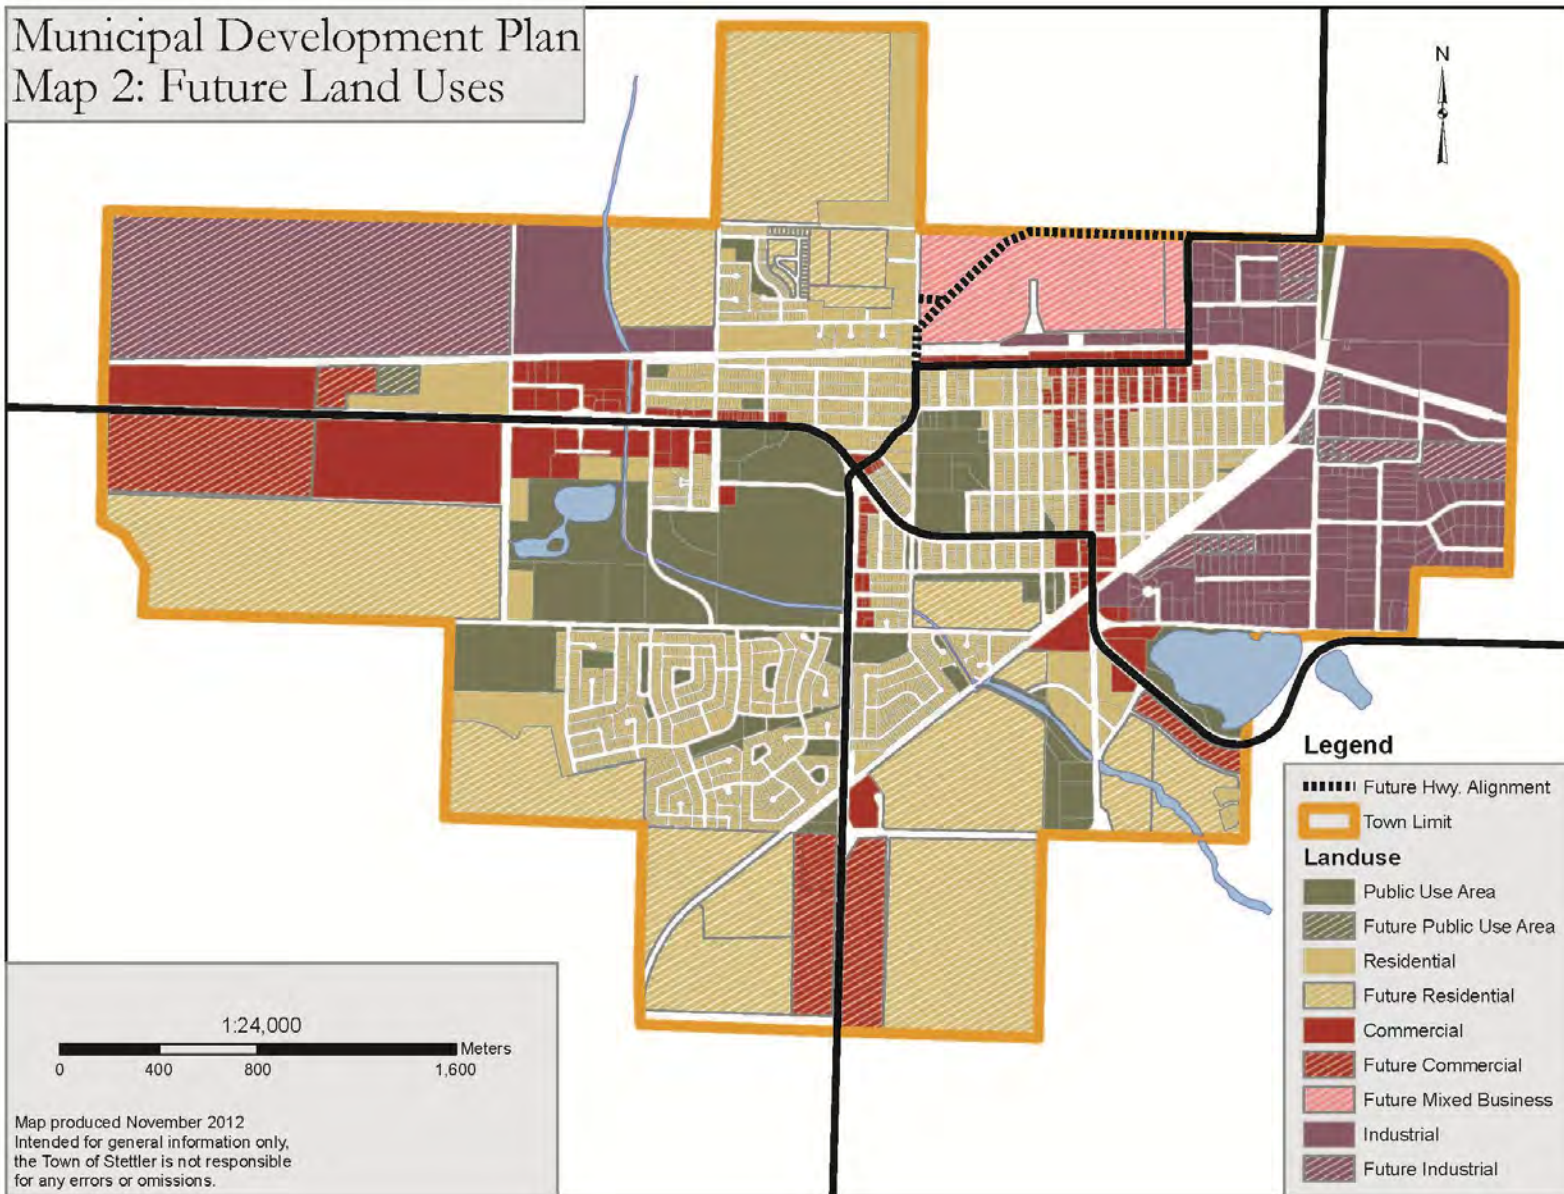 Municipal Development Plan
Map 2: Future Land Uses
N
Legend
Future Hwy. Alignment
Town Limit
Landuse
Public Use Area
Future Public Use Area
Residential
Future Residential
Commercial
Future Commercial
Future Mixed Business
Industrial
Future Industrial
1:24,000
Meters
0 400 800 1,600
Map produced November 2012
Intended for general information only,
the Town of Stettler is not responsible
for any errors or omissions.